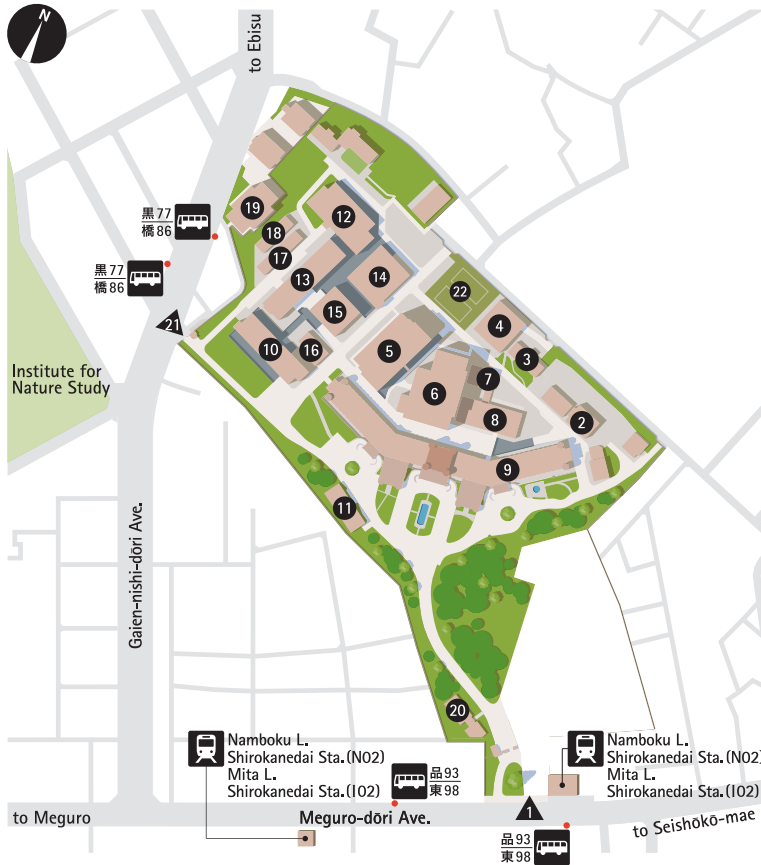 N
to Ebisu
19
12
黒77
橋86
18
17
13
14
22
黒77
橋86
21
15
4
10
16
5
3
Institute for
Nature Study
7
6
8
2
9
11
Gaien-nishi-dōri Ave.
20
Namboku L.
Shirokanedai Sta.(N02)
Mita L.
Shirokanedai Sta.(I02)
品93
東98
Namboku L.
Shirokanedai Sta.(N02)
Mita L.
Shirokanedai Sta.(I02)
to Meguro
Meguro-dōri Ave.
1
to Seishōkō-mae
品93
東98